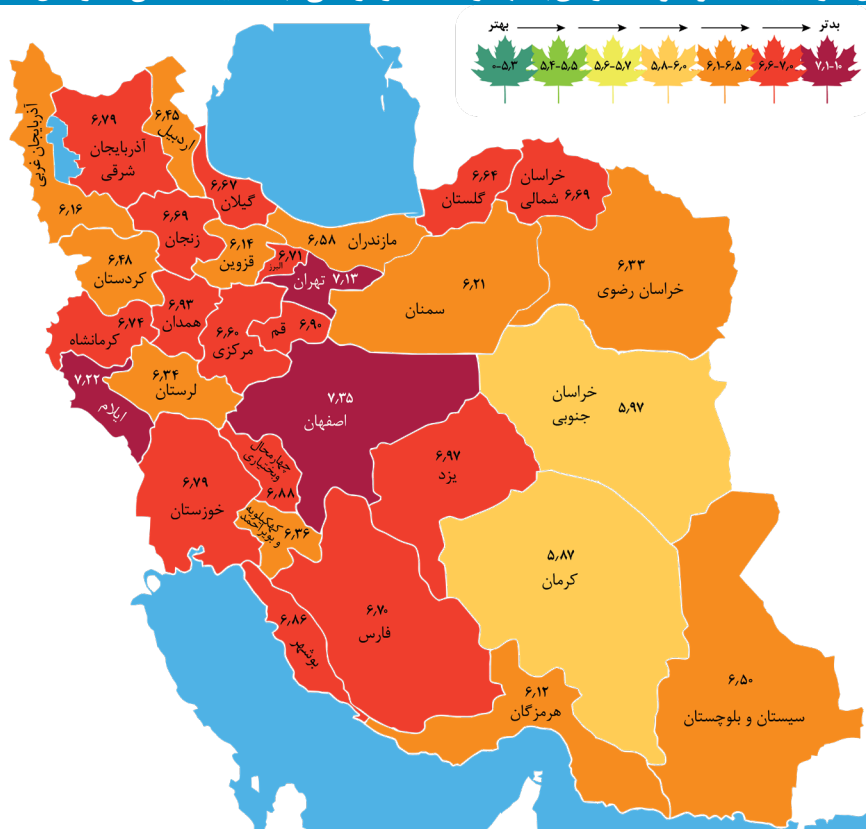 بهتر
بدتر
۰-۵٫۳
۵٫۴-۵٫۵
۵٫۶-۵٫۷
۵٫۸-۶٫۰
۶٫۱-۶٫۵
۶٫۶-۷٫۰
۷٫۱-۱۰
آذربایجان غربی
۶٫۱۶
۶٫۷۹
آذربایجان
شرقی
۶٫۴۵
اردبیل
۶٫۶۷
گیلان
۶٫۶۹
زنجان
۶٫۱۴
قزوین
۶٫۵۸
مازندران
۶٫۷۱
البرز
تهران ۷٫۱۳
۶٫۶۴
گلستان
خراسان
شمالی ۶٫۶۹
۶٫۳۳
خراسان رضوی
۶٫۲۱
سمنان
۶٫۴۸
کردستان
۶٫۹۳
همدان
۶٫۷۴
کرمانشاه
۶٫۶۰
مرکزی
قم ۶٫۹۰
۷٫۲۲
ایلام
۶٫۳۴
لرستان
۷٫۳۵
اصفهان
خراسان
جنوبی
۵٫۹۷
۶٫۹۷
یزد
چهارمحال
وبختیاری
۶٫۸۸
۶٫۷۹
خوزستان
کهکیلویه
و بویراحمد
۶٫۳۶
۵٫۸۷
کرمان
۶٫۸۶
بوشهر
۶٫۷۰
فارس
۶٫۱۲
هرمزگان
۶٫۵۰
سیستان و بلوچستان